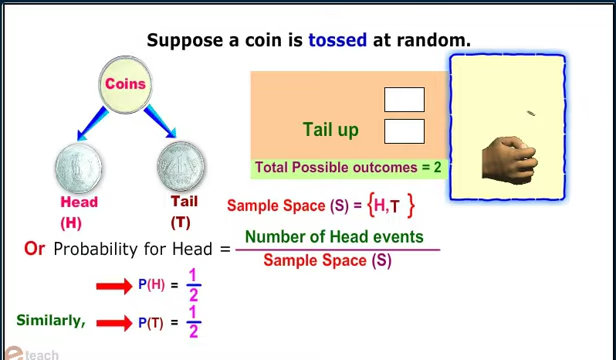 Suppose a coin is tossed at random.
Coins
Head
(H)
Tail
(T)
Tail up
Total Possible outcomes = 2
Sample Space (S) = {H,T }
Or Probability for Head = Number of Head events
Sample Space (S)
P(H) = 1
2
Similarly, P(T) = 1
2
e teach